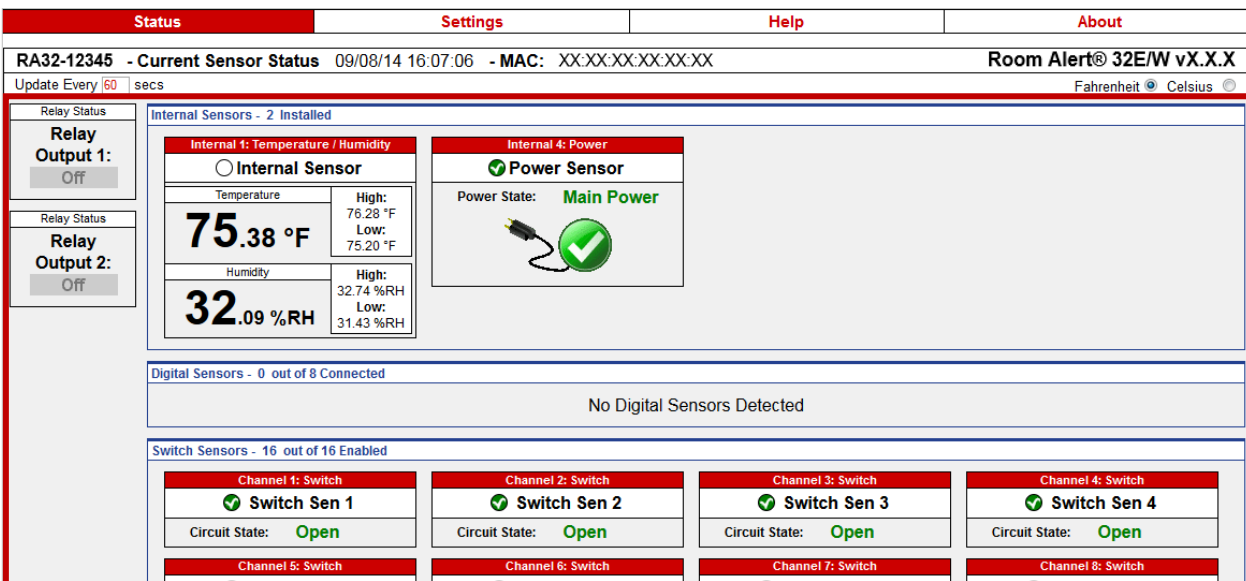 Status Settings Help About
RA32-12345 - Current Sensor Status 09/08/14 16:07:06 - MAC: XX:XX:XX:XX:XX:XX Room Alert® 32E/W vX.X.X
Update Every 60 secs Fahrenheit Celsius
Relay Status
Relay
Output 1:
Off
Relay Status
Relay
Output 2:
Off
Internal Sensors - 2 Installed
Internal 1: Temperature / Humidity
Internal Sensor
Temperature
75.38 °F
High:
76.28 °F
Low:
75.20 °F
Humidity
32.09 %RH
High:
32.74 %RH
Low:
31.43 %RH
Internal 4: Power
Power Sensor
Power State: Main Power
Digital Sensors - 0 out of 8 Connected
No Digital Sensors Detected
Switch Sensors - 16 out of 16 Enabled
Channel 1: Switch
Switch Sen 1
Circuit State: Open
Channel 2: Switch
Switch Sen 2
Circuit State: Open
Channel 3: Switch
Switch Sen 3
Circuit State: Open
Channel 4: Switch
Switch Sen 4
Circuit State: Open
Channel 5: Switch
Channel 6: Switch
Channel 7: Switch
Channel 8: Switch